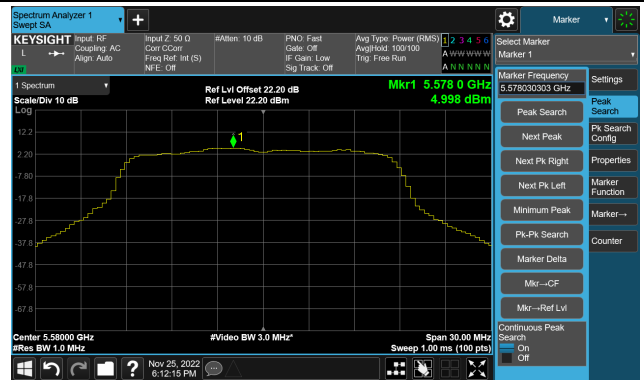 Spectrum Analyzer 1
Swept SA
Marker
KEYSIGHT
L
Input: RF
Coupling: AC
Align: Auto
Input Z: 50 Ω
Corr CCorr
Freq Ref: Int (S)
NFE: Off
#Atten: 10 dB
PNO: Fast
Gate: Off
IF Gain: Low
Sig Track: Off
Avg Type: Power (RMS)
Avg|Hold: 100/100
Trig: Free Run
1 2 3 4 5 6
A W W W W W
A N N N N N
Select Marker
Marker 1
1 Spectrum
Scale/Div 10 dB
Log
Ref Lvl Offset 22.20 dB
Ref Level 22.20 dBm
Mkr1 5.578 0 GHz
4.998 dBm
12.2
2.20
-7.80
-17.8
-27.8
-37.8
-47.8
-57.8
-67.8
1
Center 5.58000 GHz
#Res BW 1.0 MHz
#Video BW 3.0 MHz*
Span 30.00 MHz
Sweep 1.00 ms (100 pts)
Marker Frequency
5.578030303 GHz
Peak Search
Next Peak
Next Pk Right
Next Pk Left
Minimum Peak
Pk-Pk Search
Marker Delta
Mkr→CF
Mkr→Ref Lvl
Continuous Peak
Search
On
Off
Settings
Peak
Search
Pk Search
Config
Properties
Marker
Function
Marker→
Counter
?
Nov 25, 2022
6:12:15 PM